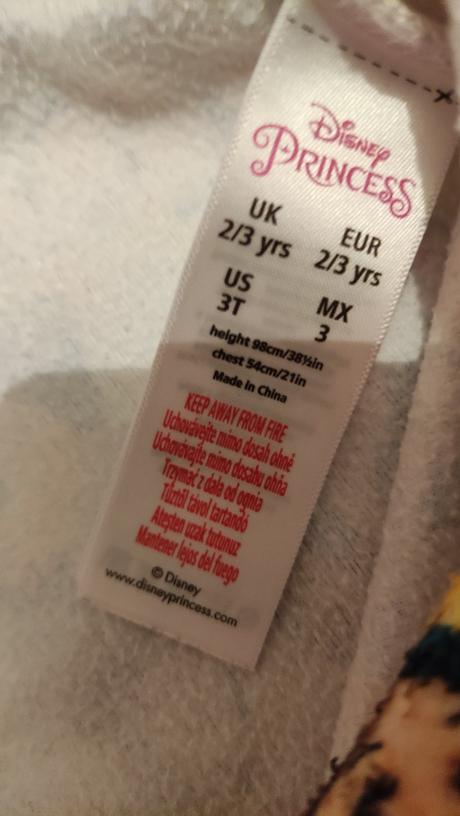 Disney
PRINCESS
UK
2/3 yrs
EUR
2/3 yrs
US
3T
MX
3
height 98cm/38½in
chest 54cm/21in
Made in China
KEEP AWAY FROM FIRE
Uchovávejte mimo dosah ohně
Uchovávajte mimo dosahu ohňa
Trzymać z dala od ognia
Tűztől távol tartandó
Ateşten uzak tutunuz
Mantener lejos del fuego
© Disney
www.disneyprincess.com